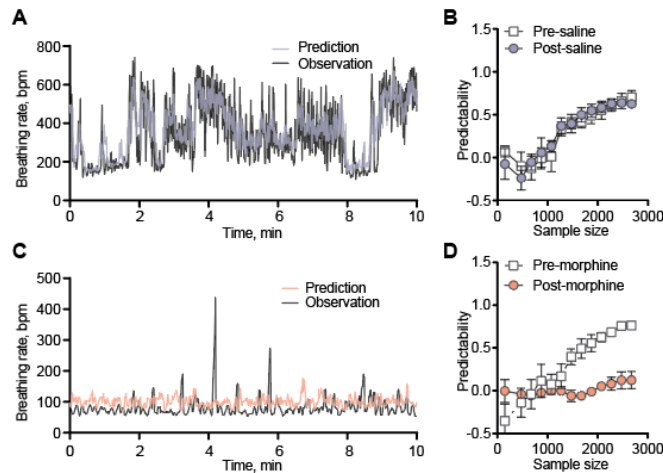 A
Breathing rate, bpm
800
600
400
200
0
Prediction
Observation
0 2 4 6 8 10
Time, min
B
Predictability
1.5
1.0
0.5
0.0
-0.5
Pre-saline
Post-saline
0 1000 2000 3000
Sample size
C
Breathing rate, bpm
500
400
300
200
100
0
Prediction
Observation
0 2 4 6 8 10
Time, min
D
Predictability
1.5
1.0
0.5
0.0
-0.5
Pre-morphine
Post-morphine
0 1000 2000 3000
Sample size